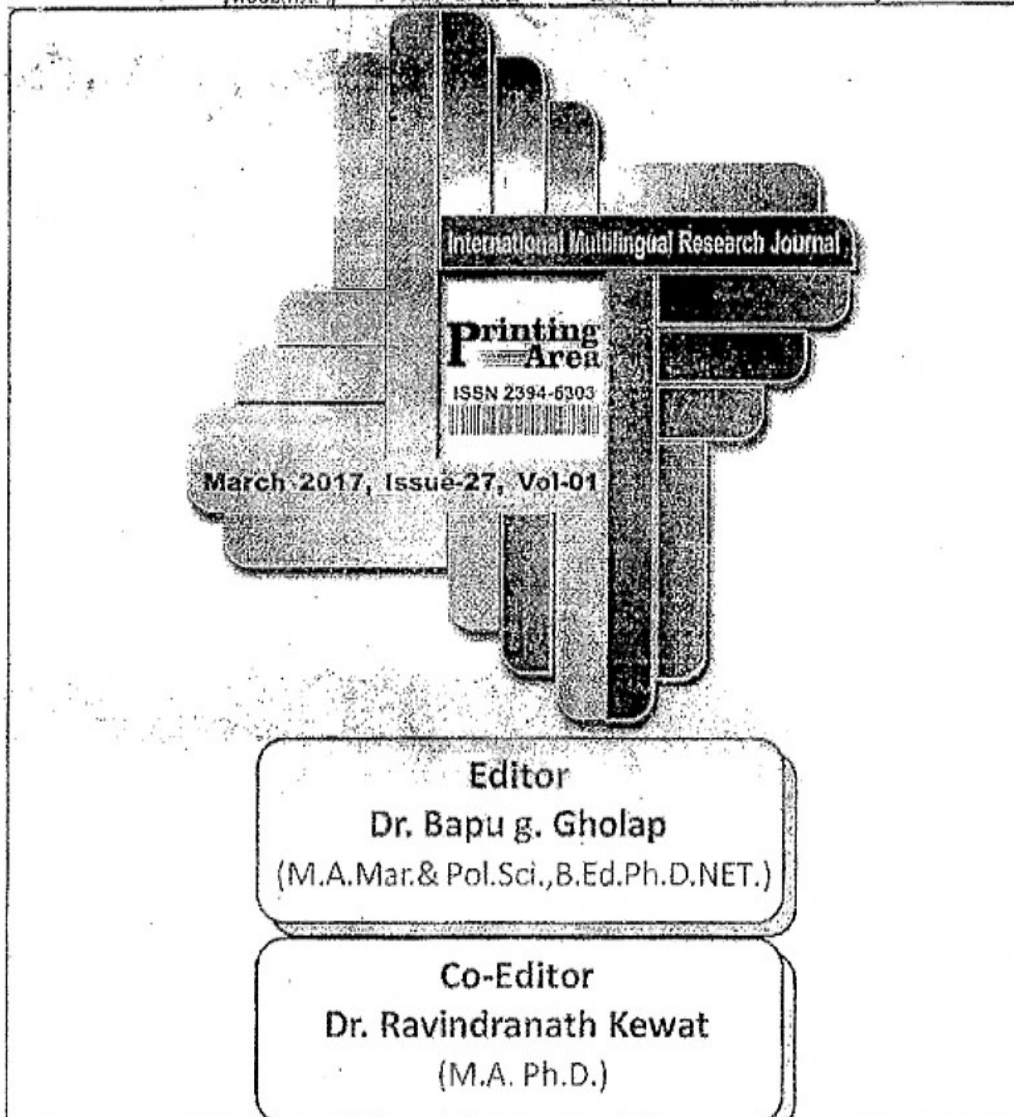 International Multilingual Research Journal
Printing
Area
ISSN 2394-5303
March 2017, Issue-27, Vol-01
Editor
Dr. Bapu g. Gholap
(M.A.Mar.& Pol.Sci.,B.Ed.Ph.D.NET.)
Co-Editor
Dr. Ravindranath Kewat
(M.A. Ph.D.)